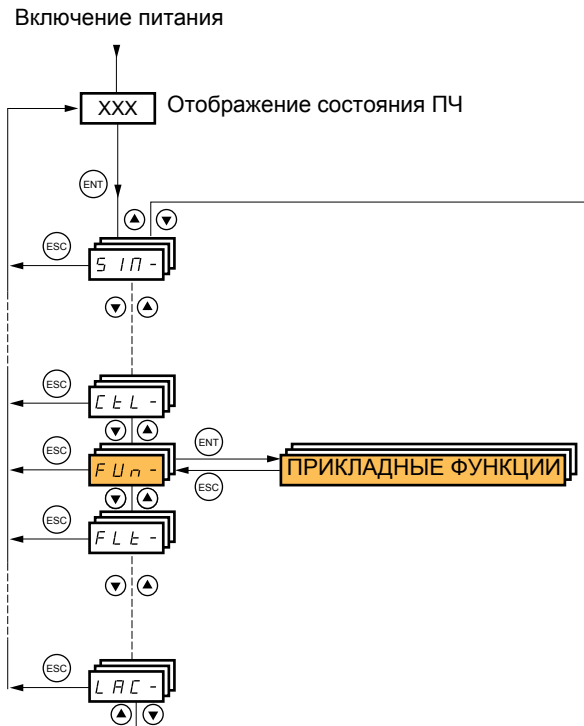 Включение питания
XXX
Отображение состояния ПЧ
ENT
ESC
SIM-
ESC
CtL-
ESC
FUn-
ENT
ESC
ПРИКЛАДНЫЕ ФУНКЦИИ
ESC
FLt-
ESC
LAC-